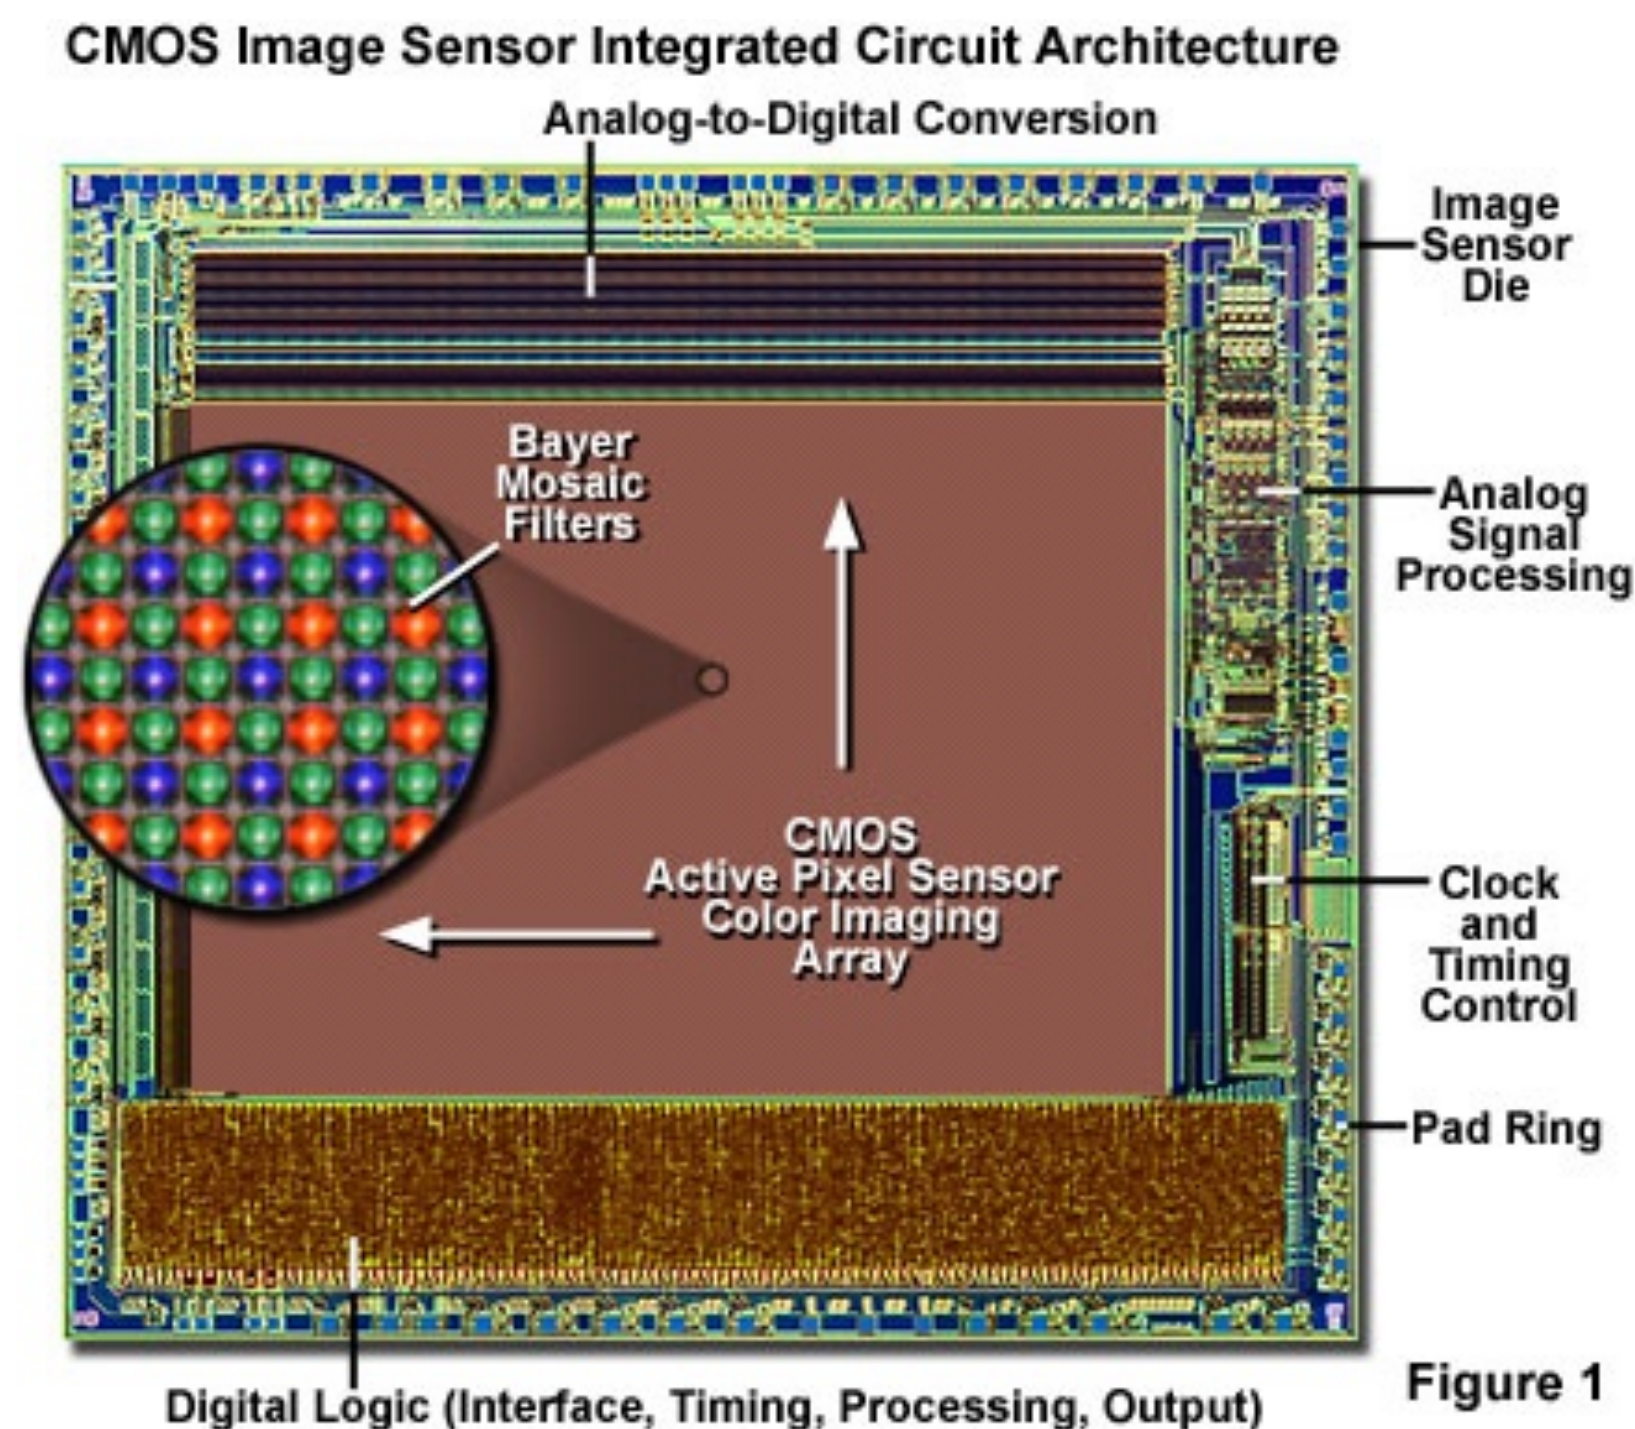 CMOS Image Sensor Integrated Circuit Architecture
Analog-to-Digital Conversion
Image
Sensor
Die
Bayer
Mosaic
Filters
Analog
Signal
Processing
CMOS
Active Pixel Sensor
Color Imaging
Array
Clock
and
Timing
Control
Pad Ring
Digital Logic (Interface, Timing, Processing, Output)
Figure 1